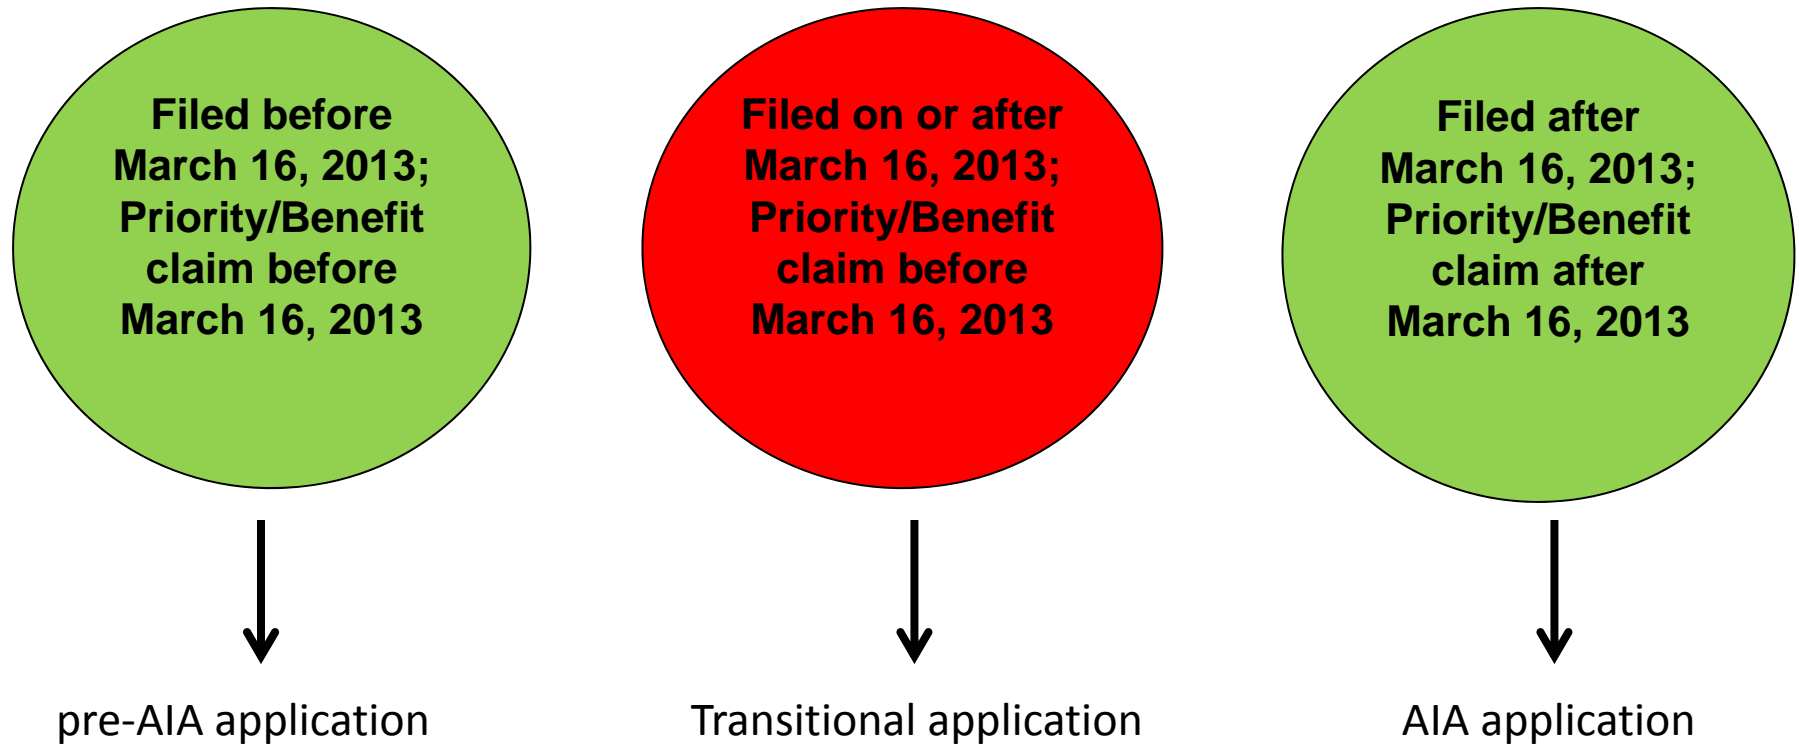 Filed before
March 16, 2013;
Priority/Benefit
claim before
March 16, 2013
pre-AIA application
Filed on or after
March 16, 2013;
Priority/Benefit
claim before
March 16, 2013
Transitional application
Filed after
March 16, 2013;
Priority/Benefit
claim after
March 16, 2013
AIA application